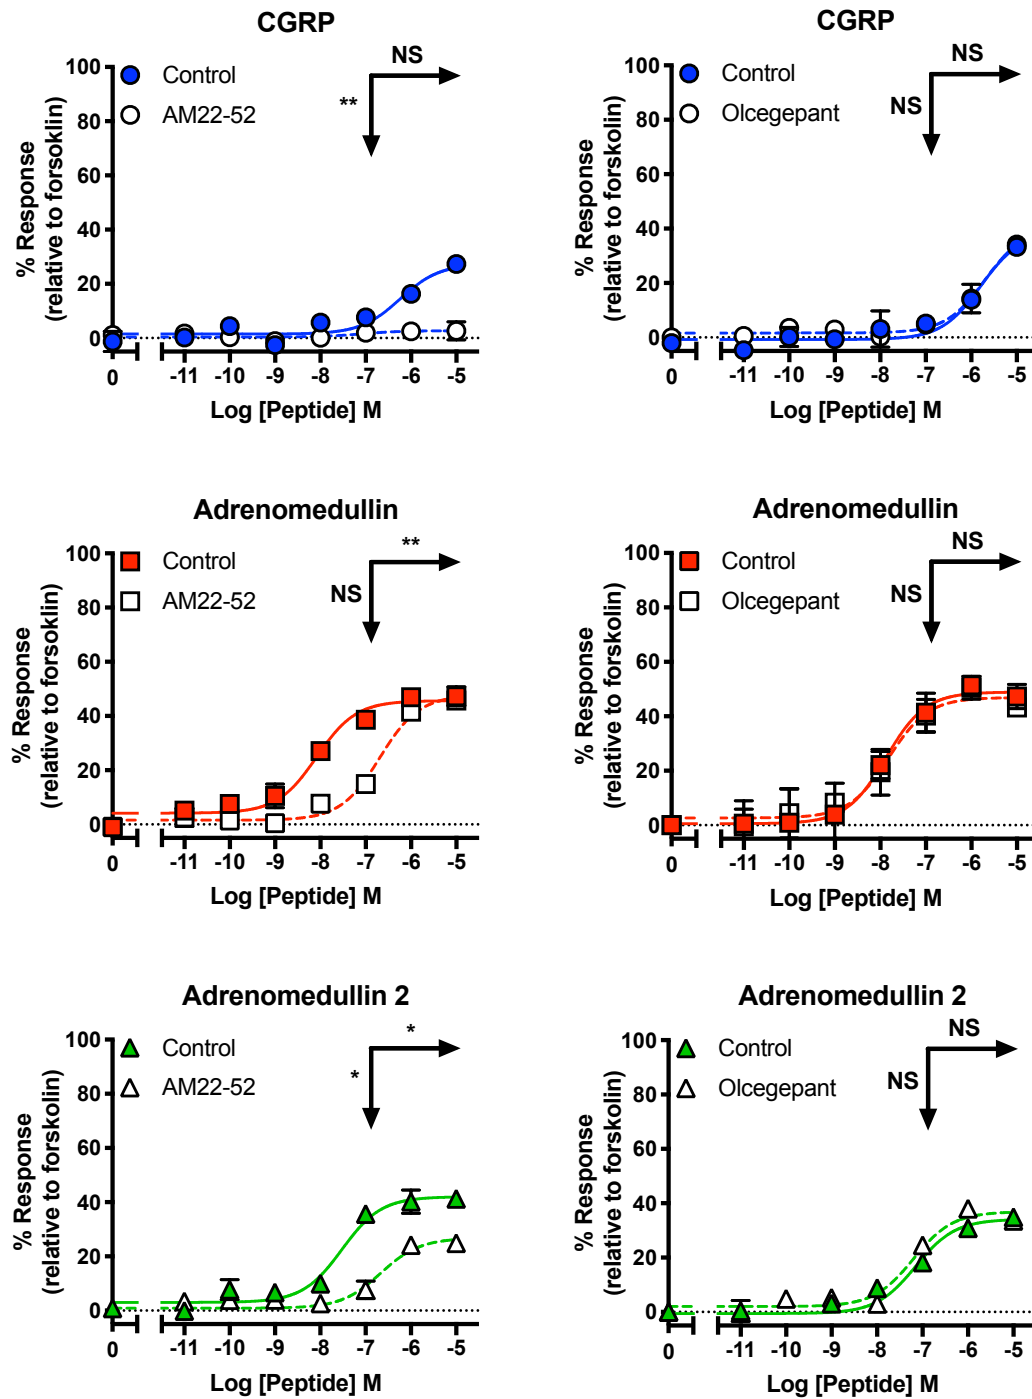 CGRP
100
80
60
40
20
0
% Response
(relative to forsoklin)
Control
AM22-52
**
NS
0 -11 -10 -9 -8 -7 -6 -5
Log [Peptide] M
CGRP
100
80
60
40
20
0
% Response
(relative to forskolin)
Control
Olcegepant
NS
NS
0 -11 -10 -9 -8 -7 -6 -5
Log [Peptide] M
Adrenomedullin
100
80
60
40
20
0
% Response
(relative to forsoklin)
Control
AM22-52
**
NS
0 -11 -10 -9 -8 -7 -6 -5
Log [Peptide] M
Adrenomedullin
100
80
60
40
20
0
% Response
(relative to forskolin)
Control
Olcegepant
NS
NS
0 -11 -10 -9 -8 -7 -6 -5
Log [Peptide] M
Adrenomedullin 2
100
80
60
40
20
0
% Response
(relative to forskolin)
Control
AM22-52
*
*
0 -11 -10 -9 -8 -7 -6 -5
Log [Peptide] M
Adrenomedullin 2
100
80
60
40
20
0
% Response
(relative to forskolin)
Control
Olcegepant
NS
NS
0 -11 -10 -9 -8 -7 -6 -5
Log [Peptide] M